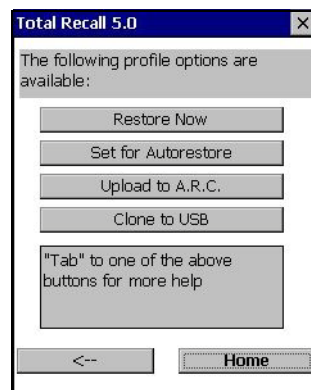 Total Recall 5.0
The following profile options are
available:
Restore Now
Set for Autorestore
Upload to A.R.C.
Clone to USB
"Tab" to one of the above
buttons for more help
<--
Home